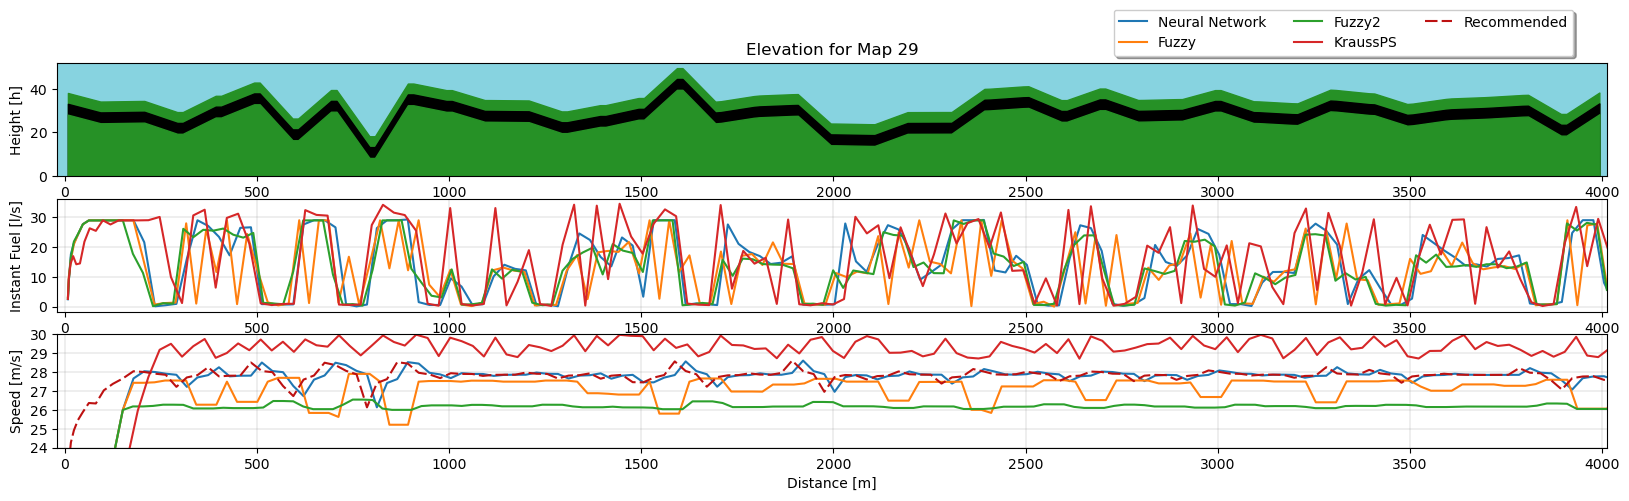 Neural Network Fuzzy2 Recommended
Fuzzy KraussPS
Elevation for Map 29
Height [h]
40
20
0
0 500 1000 1500 2000 2500 3000 3500 4000
Instant Fuel [l/s]
30
20
10
0
0 500 1000 1500 2000 2500 3000 3500 4000
Speed [m/s]
30
29
28
27
26
25
24
0 500 1000 1500 2000 2500 3000 3500 4000
Distance [m]